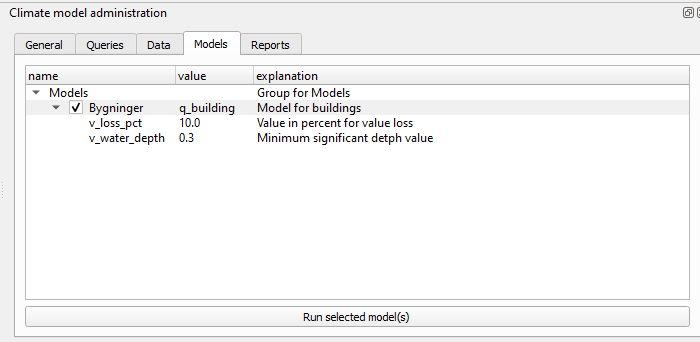 Climate model administration
General Queries Data Models Reports
name value explanation
Models Group for Models
Bygninger q_building Model for buildings
v_loss_pct 10.0 Value in percent for value loss
v_water_depth 0.3 Minimum significant detph value
Run selected model(s)